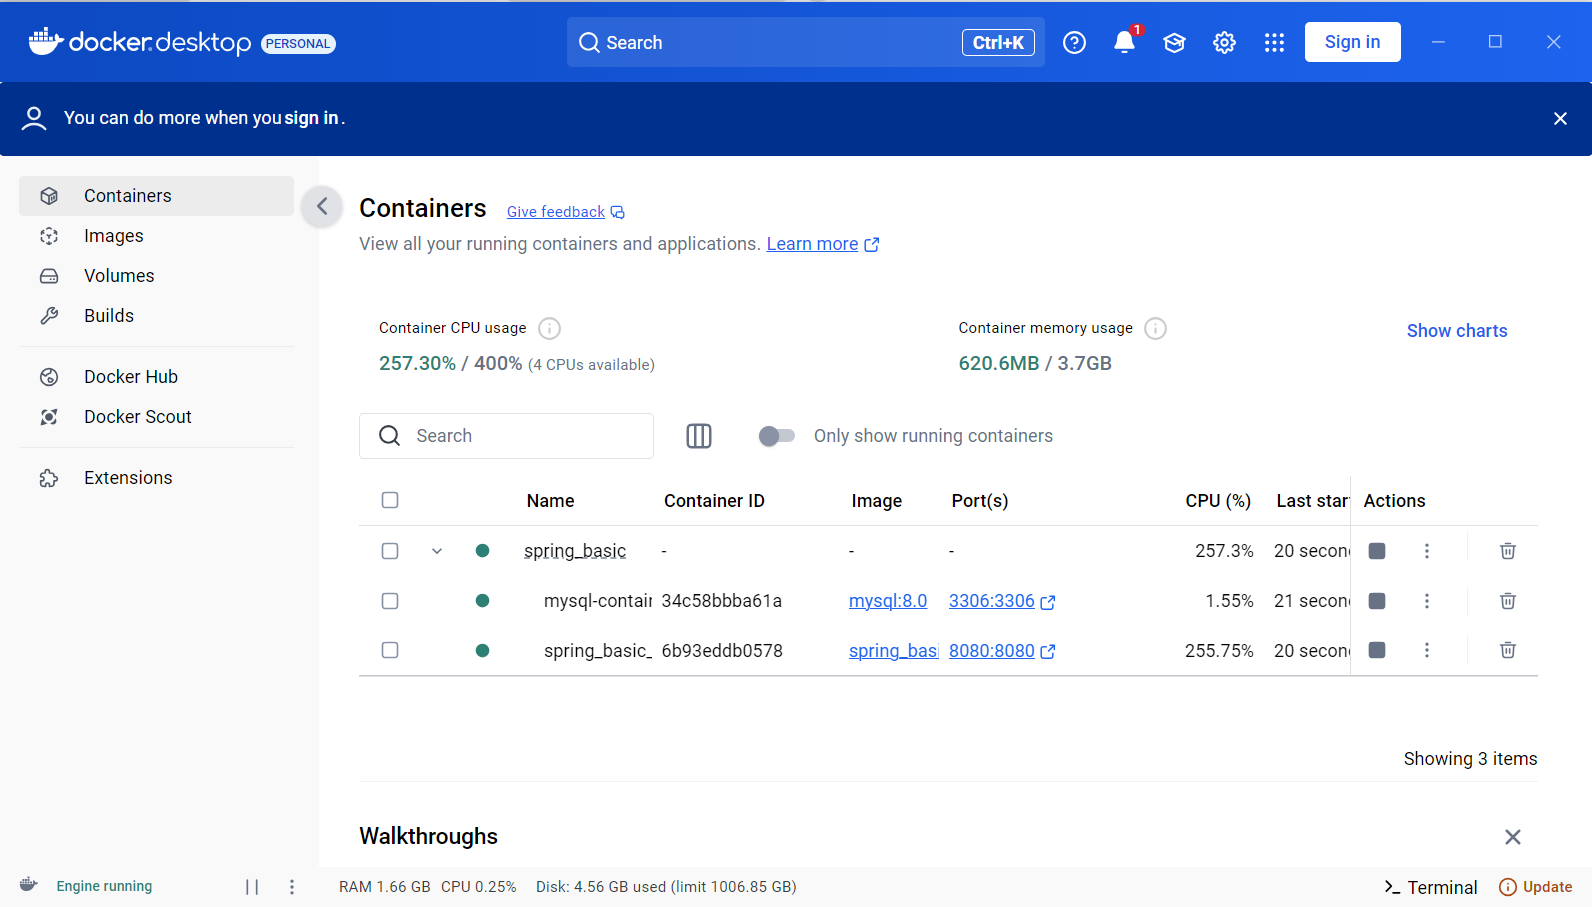 docker desktop PERSONAL Search Ctrl+K 1 Sign in
You can do more when you sign in.
Containers
Images
Volumes
Builds
Docker Hub
Docker Scout
Extensions
Containers Give feedback
View all your running containers and applications. Learn more
Container CPU usage
257.30% / 400% (4 CPUs available)
Container memory usage
620.6MB / 3.7GB
Show charts
Search Only show running containers
Name Container ID Image Port(s) CPU (%) Last star Actions
spring_basic - - - 257.3% 20 secon
mysql-contair 34c58bbba61a mysql:8.0 3306:3306 1.55% 21 secon
spring_basic_ 6b93eddb0578 spring_basi 8080:8080 255.75% 20 secon
Showing 3 items
Walkthroughs
Engine running RAM 1.66 GB CPU 0.25% Disk: 4.56 GB used (limit 1006.85 GB) Terminal Update